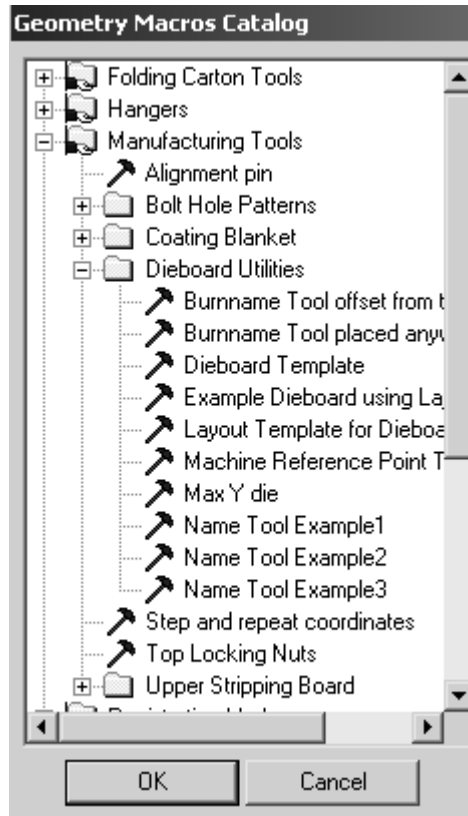 Geometry Macros Catalog
Folding Carton Tools
Hangers
Manufacturing Tools
Alignment pin
Bolt Hole Patterns
Coating Blanket
Dieboard Utilities
Burnname Tool offset from t
Burnname Tool placed anyw
Dieboard Template
Example Dieboard using La
Layout Template for Dieboa
Machine Reference Point T
Max Y die
Name Tool Example1
Name Tool Example2
Name Tool Example3
Step and repeat coordinates
Top Locking Nuts
Upper Stripping Board
OK Cancel